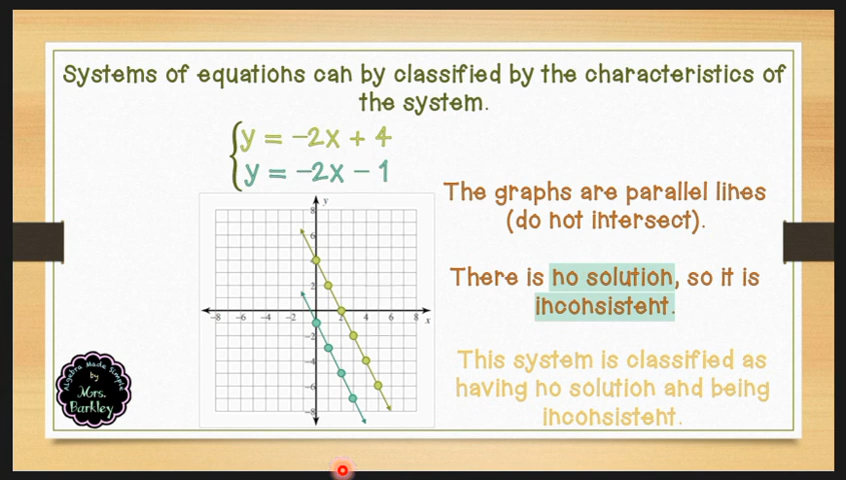 Systems of equations can by classified by the characteristics of
the system.
y = -2x + 4
y = -2x - 1
The graphs are parallel lines
(do not intersect).
There is no solution, so it is
inconsistent.
This system is classified as
having no solution and being
inconsistent.
y
8
6
2
-8 -6 -4 -2 2 4 6 8 x
-2
-6
-8
Algebra Made Simple
by
Mrs.
Barkley